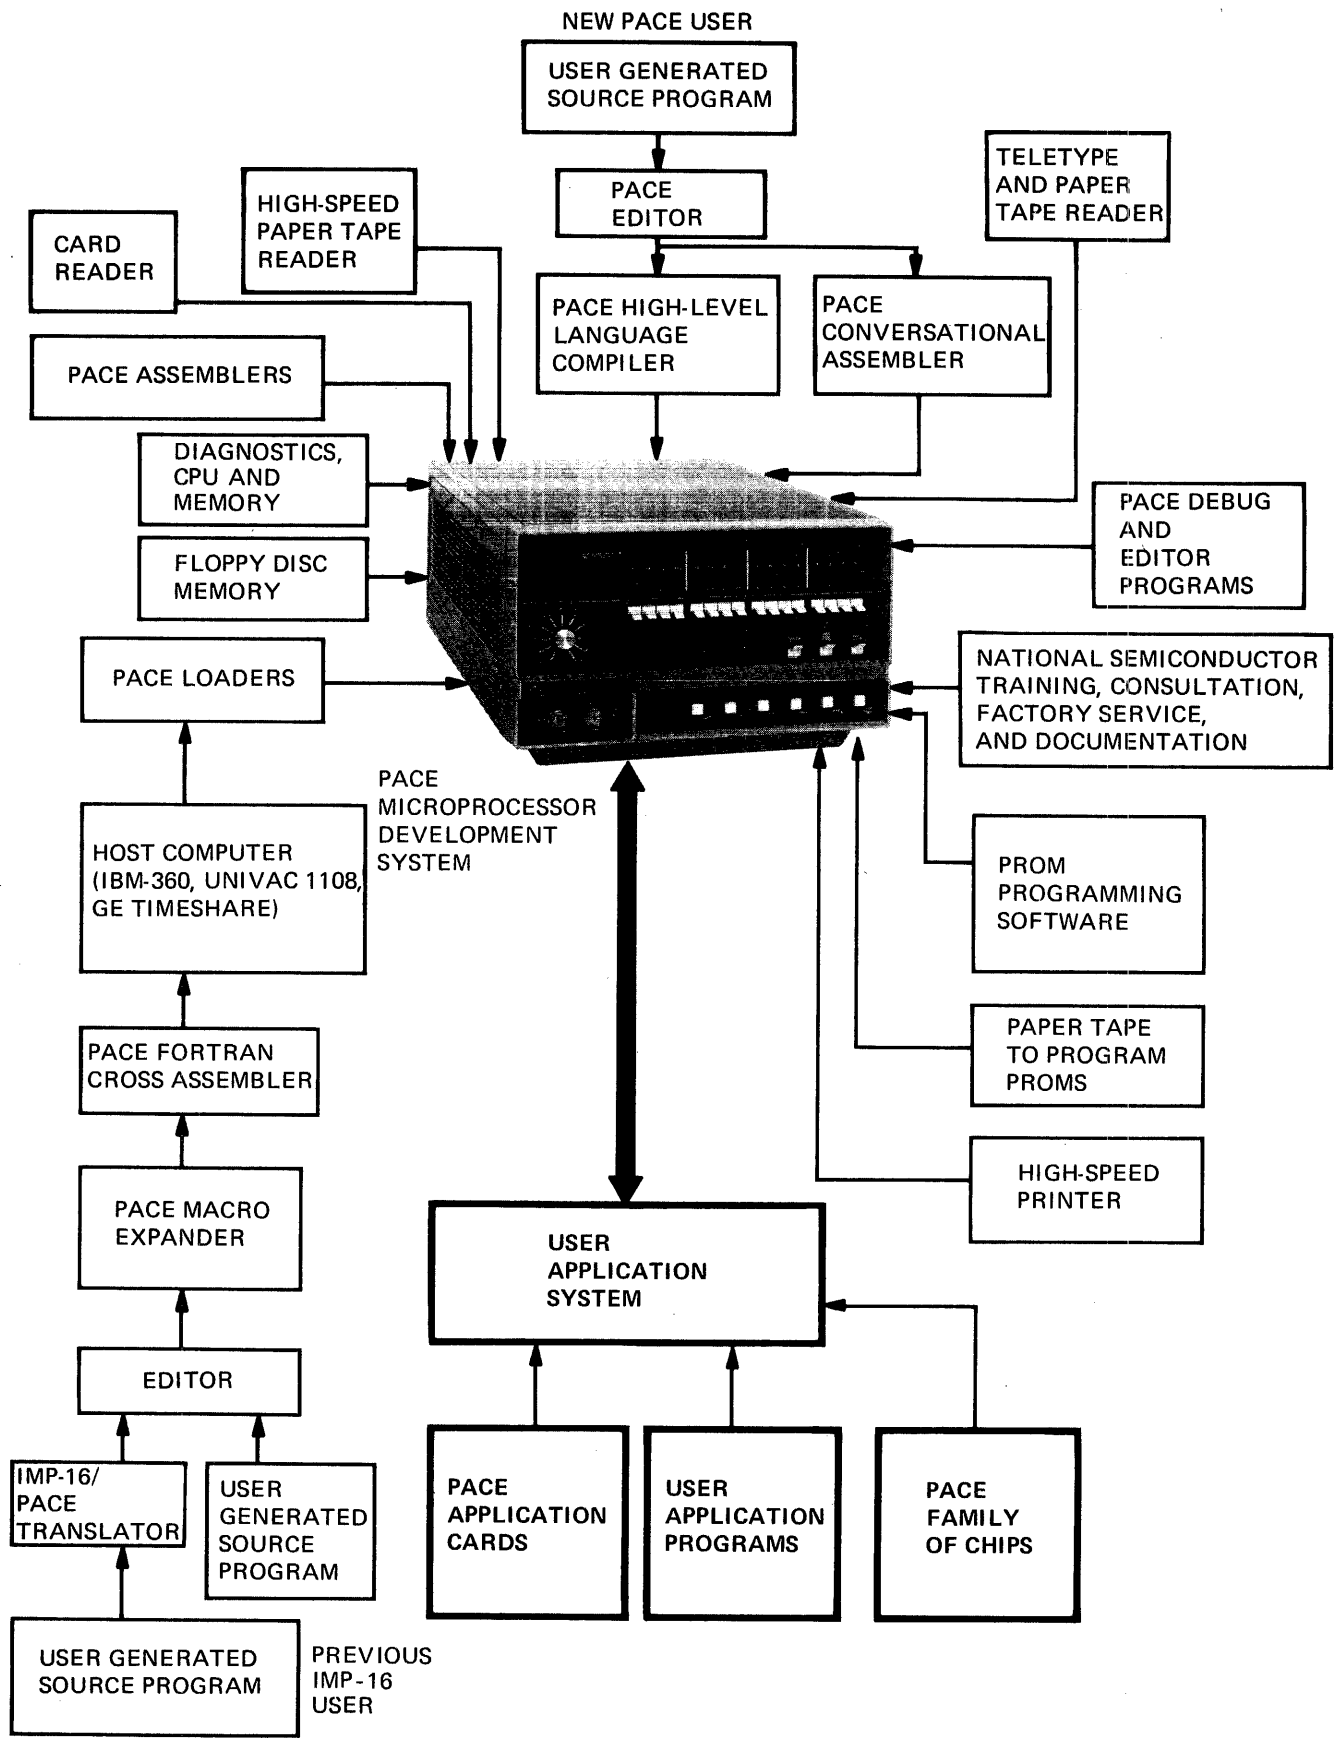 NEW PACE USER
USER GENERATED
SOURCE PROGRAM
PACE
EDITOR
TELETYPE
AND PAPER
TAPE READER
HIGH-SPEED
PAPER TAPE
READER
CARD
READER
PACE HIGH-LEVEL
LANGUAGE
COMPILER
PACE
CONVERSATIONAL
ASSEMBLER
PACE ASSEMBLERS
DIAGNOSTICS,
CPU AND
MEMORY
FLOPPY DISC
MEMORY
PACE DEBUG
AND
EDITOR
PROGRAMS
PACE LOADERS
NATIONAL SEMICONDUCTOR
TRAINING, CONSULTATION,
FACTORY SERVICE,
AND DOCUMENTATION
PACE
MICROPROCESSOR
DEVELOPMENT
SYSTEM
HOST COMPUTER
(IBM-360, UNIVAC 1108,
GE TIMESHARE)
PROM
PROGRAMMING
SOFTWARE
PACE FORTRAN
CROSS ASSEMBLER
PAPER TAPE
TO PROGRAM
PROMS
PACE MACRO
EXPANDER
HIGH-SPEED
PRINTER
USER
APPLICATION
SYSTEM
EDITOR
IMP-16/
PACE
TRANSLATOR
USER
GENERATED
SOURCE
PROGRAM
PACE
APPLICATION
CARDS
USER
APPLICATION
PROGRAMS
PACE
FAMILY
OF CHIPS
USER GENERATED
SOURCE PROGRAM
PREVIOUS
IMP-16
USER